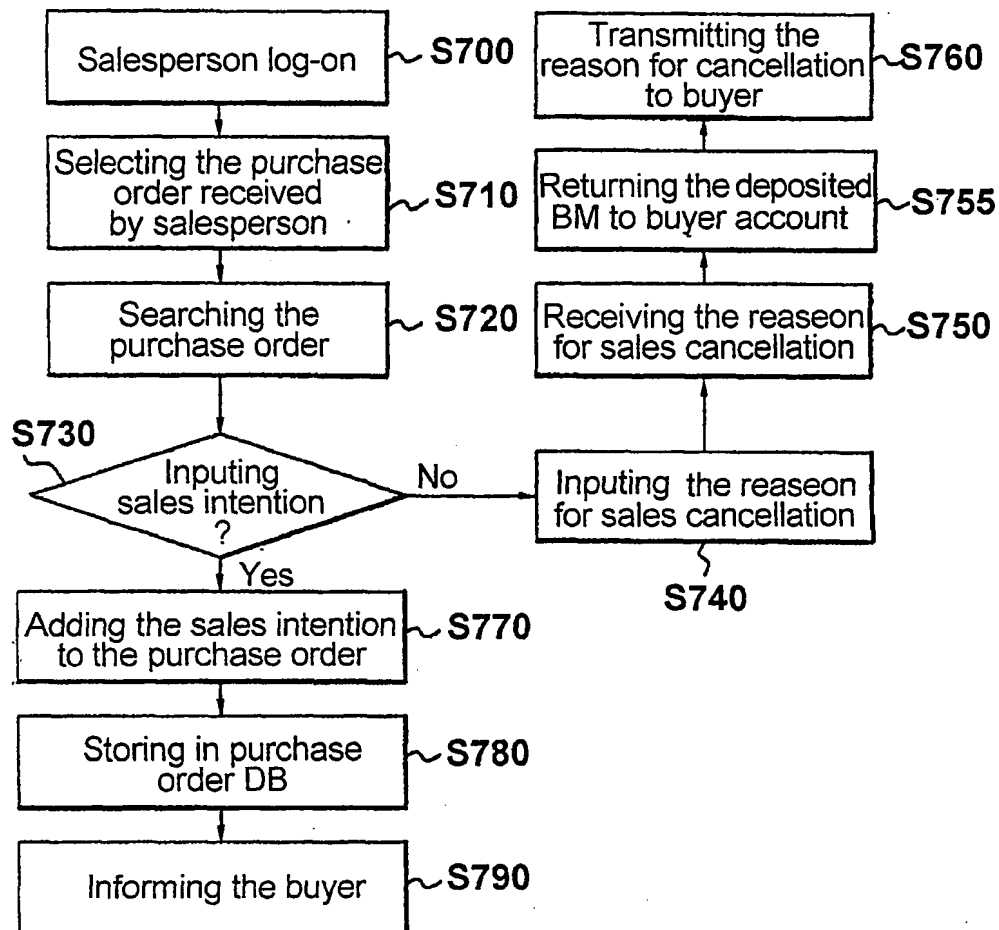 Salesperson log-on
S700
Selecting the purchase
order received
by salesperson
S710
Searching the
purchase order
S720
S730
Inputing
sales intention
?
No
Yes
Inputing the reaseon
for sales cancellation
S740
Receiving the reaseon
for sales cancellation
S750
Returning the deposited
BM to buyer account
S755
Transmitting the
reason for cancellation
to buyer
S760
Adding the sales intention
to the purchase order
S770
Storing in purchase
order DB
S780
Informing the buyer
S790